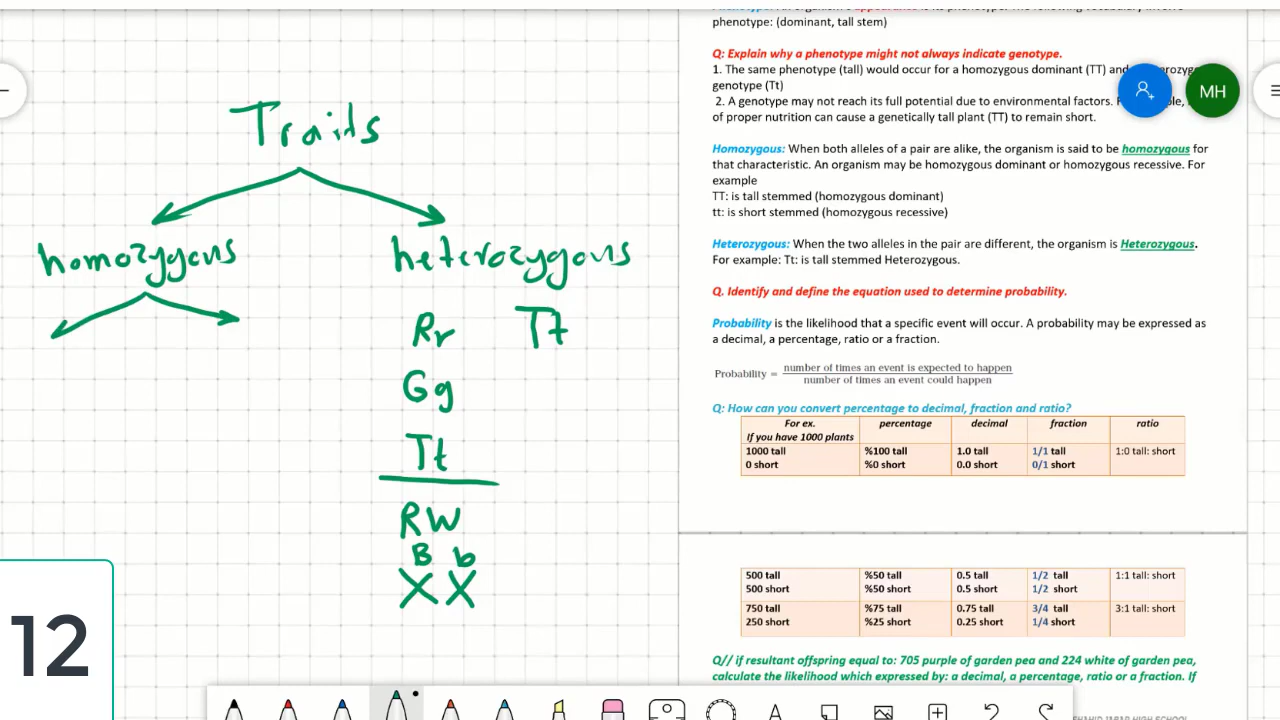 Traits
homozygous heterozygous
Rr Tt
Gg
Tt
RW
B b
X X
12
MH
phenotype: (dominant, tall stem)
Q: Explain why a phenotype might not always indicate genotype.
1. The same phenotype (tall) would occur for a homozygous dominant (TT) and
genotype (Tt)
2. A genotype may not reach its full potential due to environmental factors.
of proper nutrition can cause a genetically tall plant (TT) to remain short.
Homozygous: When both alleles of a pair are alike, the organism is said to be homozygous for
that characteristic. An organism may be homozygous dominant or homozygous recessive. For
example
TT: is tall stemmed (homozygous dominant)
tt: is short stemmed (homozygous recessive)
Heterozygous: When the two alleles in the pair are different, the organism is Heterozygous.
For example: Tt: is tall stemmed Heterozygous.
Q. Identify and define the equation used to determine probability.
Probability is the likelihood that a specific event will occur. A probability may be expressed as
a decimal, a percentage, ratio or a fraction.
Probability = number of times an event is expected to happen
number of times an event could happen
Q: How can you convert percentage to decimal, fraction and ratio?
For ex. percentage decimal fraction ratio
If you have 1000 plants
1000 tall %100 tall 1.0 tall 1/1 tall 1:0 tall: short
0 short %0 short 0.0 short 0/1 short
500 tall %50 tall 0.5 tall 1/2 tall 1:1 tall: short
500 short %50 short 0.5 short 1/2 short
750 tall %75 tall 0.75 tall 3/4 tall 3:1 tall: short
250 short %25 short 0.25 short 1/4 short
Q// if resultant offspring equal to: 705 purple of garden pea and 224 white of garden pea,
calculate the likelihood which expressed by: a decimal, a percentage, ratio or a fraction. If